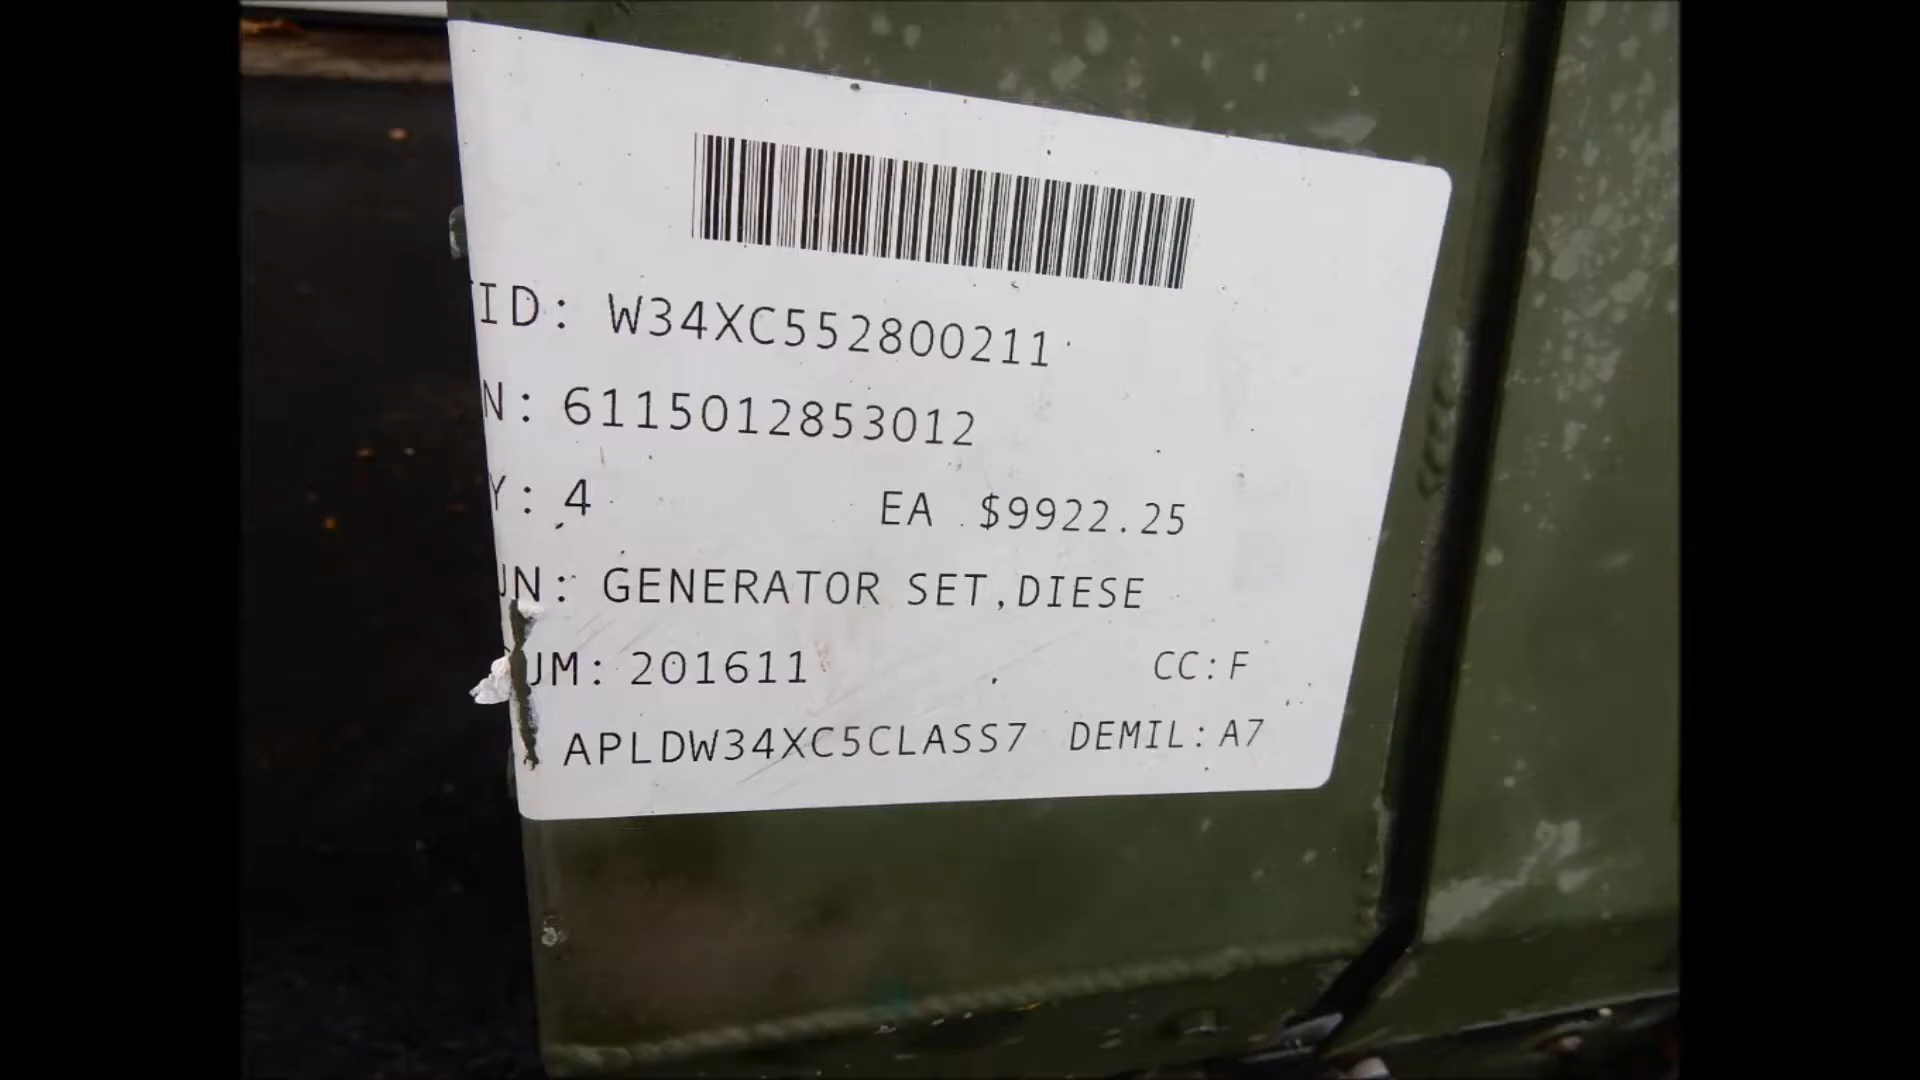 ID: W34XC552800211
N: 6115012853012
Y: 4 EA $9922.25
UN: GENERATOR SET,DIESE
UM: 201611 CC:F
APLDW34XC5CLASS7 DEMIL:A7